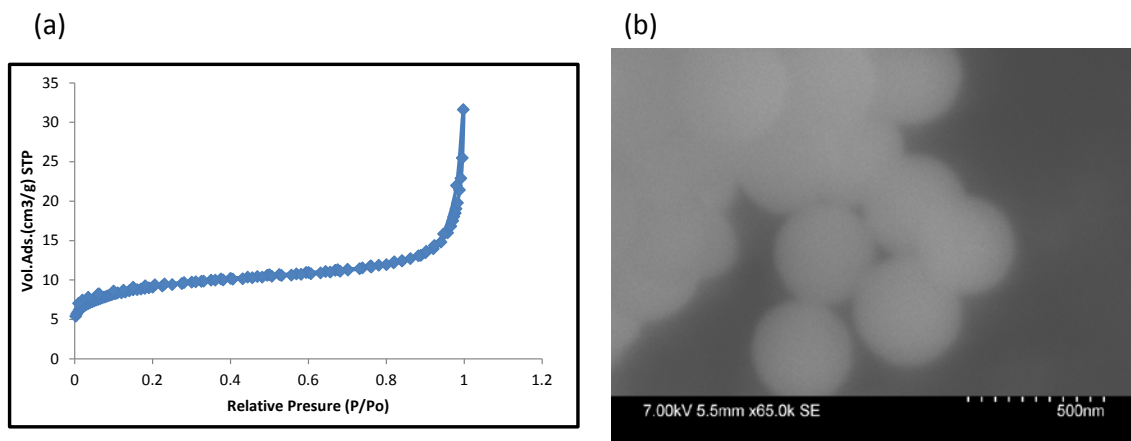 (a)
(b)
35
30
25
20
15
10
5
0
Vol.Ads.(cm3/g) STP
0 0.2 0.4 0.6 0.8 1 1.2
Relative Presure (P/Po)
7.00kV 5.5mm x65.0k SE 500nm